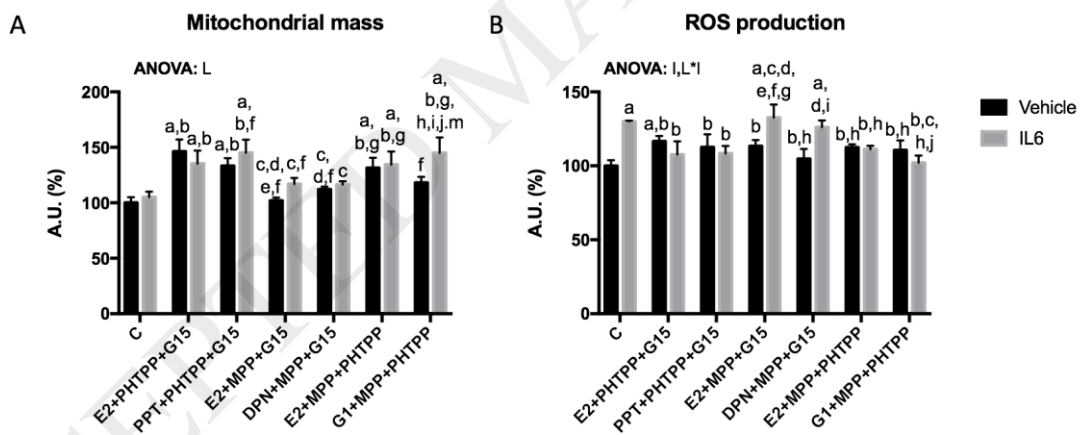 A
Mitochondrial mass
ANOVA: L
A.U. (%)
200
150
100
50
0
a,b
a,b
a,b
a,
b,f
c,d,
e,f
c,f
c,
d,f
c
a,
b,g
a,
b,g
f
a,
b,g,
h,i,j.m
C
E2+PHTPP+G15
PPT+PHTPP+G15
E2+MPP+G15
DPN+MPP+G15
E2+MPP+PHTPP
G1+MPP+PHTPP
B
ROS production
ANOVA: I,L*I
A.U. (%)
150
100
50
0
a
a,b
b
b
b
b
a,c,d,
e,f,g
b,h
a,
d,i
b,h
b,h
b,h
b,c,
h,j
C
E2+PHTPP+G15
PPT+PHTPP+G15
E2+MPP+G15
DPN+MPP+G15
E2+MPP+PHTPP
G1+MPP+PHTPP
Vehicle
IL6